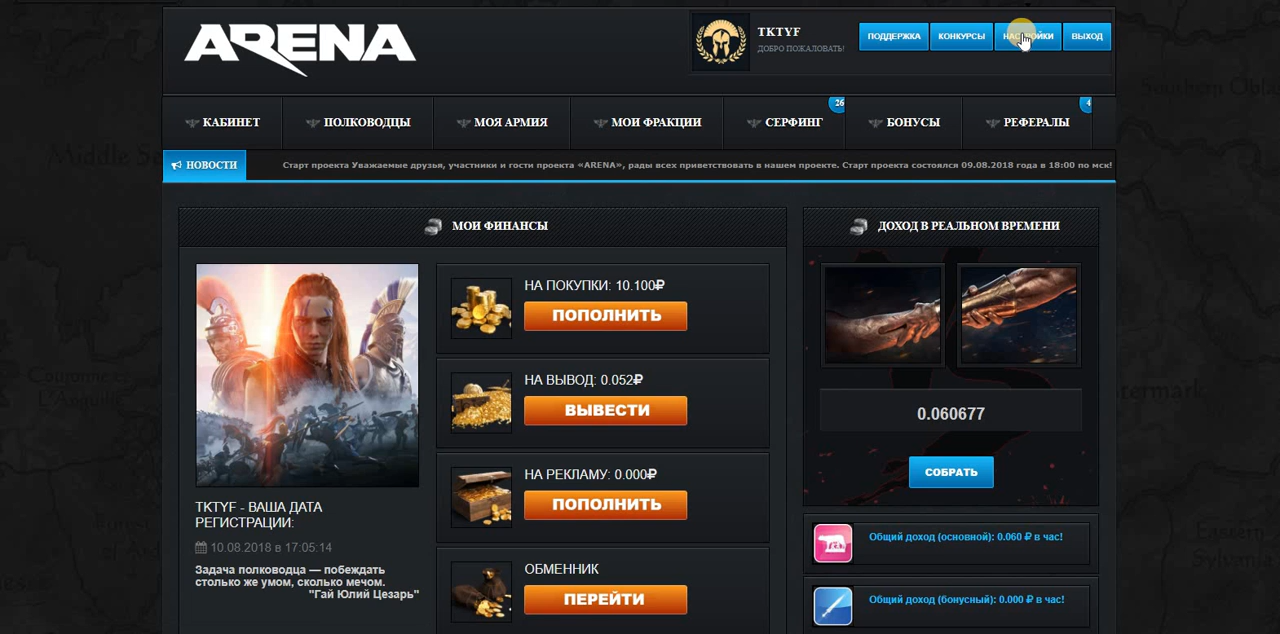 ARENA
TKTYF
ДОБРО ПОЖАЛОВАТЬ!
ПОДДЕРЖКА
КОНКУРСЫ
НАСТРОЙКИ
ВЫХОД
КАБИНЕТ
ПОЛКОВОДЦЫ
МОЯ АРМИЯ
МОИ ФРАКЦИИ
СЕРФИНГ
26
БОНУСЫ
РЕФЕРАЛЫ
4
НОВОСТИ
Старт проекта Уважаемые друзья, участники и гости проекта «ARENA», рады всех приветствовать в нашем проекте. Старт проекта состоялся 09.08.2018 года в 18:00 по мск!
МОИ ФИНАНСЫ
TKTYF - ВАША ДАТА
РЕГИСТРАЦИИ:
10.08.2018 в 17:05:14
Задача полководца — побеждать
столько же умом, сколько мечом.
"Гай Юлий Цезарь"
НА ПОКУПКИ: 10.100₽
ПОПОЛНИТЬ
НА ВЫВОД: 0.052₽
ВЫВЕСТИ
НА РЕКЛАМУ: 0.000₽
ПОПОЛНИТЬ
ОБМЕННИК
ПЕРЕЙТИ
ДОХОД В РЕАЛЬНОМ ВРЕМЕНИ
0.060677
СОБРАТЬ
Общий доход (основной): 0.060 ₽ в час!
Общий доход (бонусный): 0.000 ₽ в час!